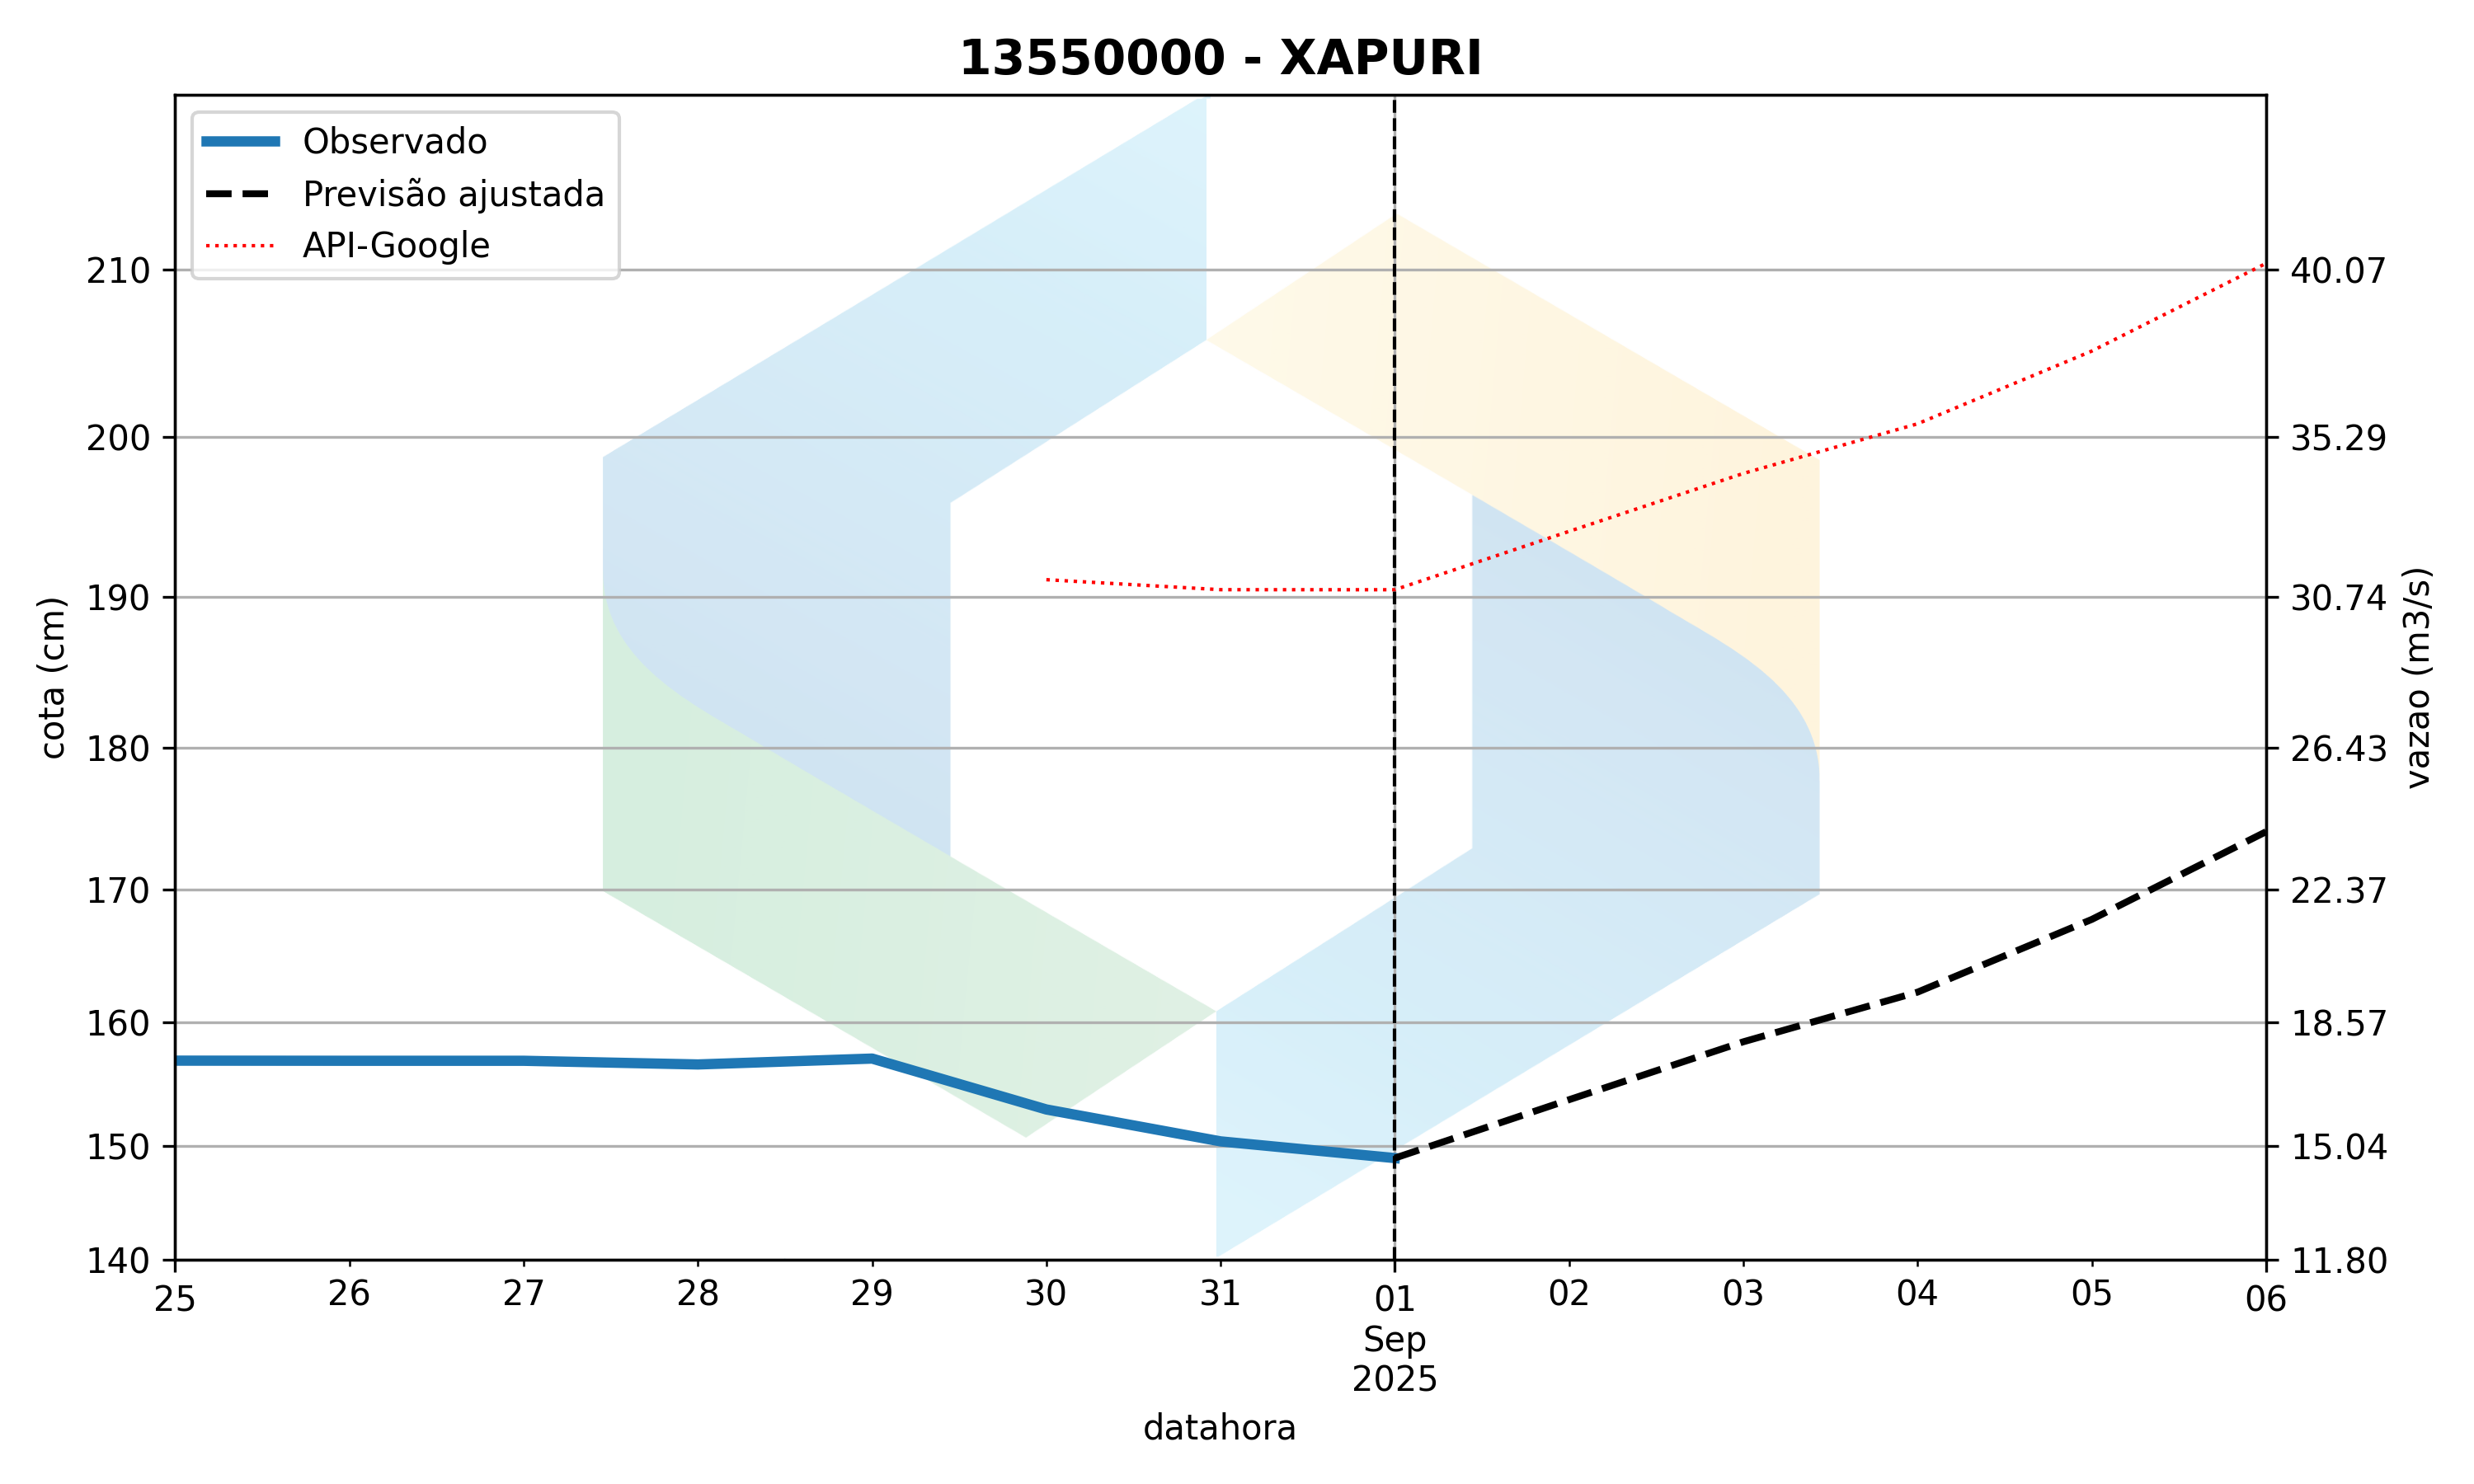 13550000 - XAPURI
Observado
Previsão ajustada
API-Google
210
200
190
180
170
160
150
140
cota (cm)
40.07
35.29
30.74
26.43
22.37
18.57
15.04
11.80
vazao (m3/s)
25 26 27 28 29 30 31 01 02 03 04 05 06
Sep
2025
datahora